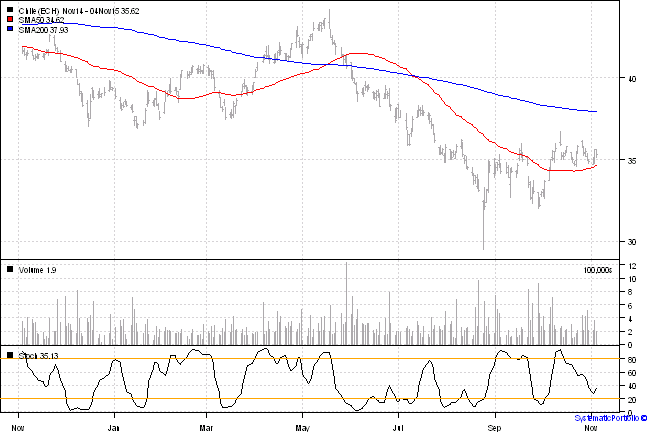 Chile (ECH) Nov14 - 04Nov15 35.62
SMA50 34.62
SMA200 37.93
40
35
30
Volume 1.9
100,000s
12
10
8
6
4
2
0
Stoch 35.13
80
60
40
20
0
Nov Jan Mar May Jul Sep Nov
SystematicPortfolio ©